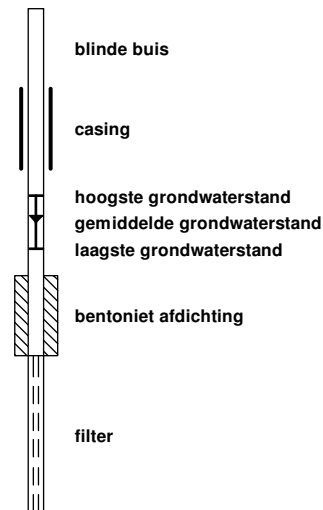 blinde buis
casing
hoogste grondwaterstand
gemiddelde grondwaterstand
laagste grondwaterstand
bentoniet afdichting
filter